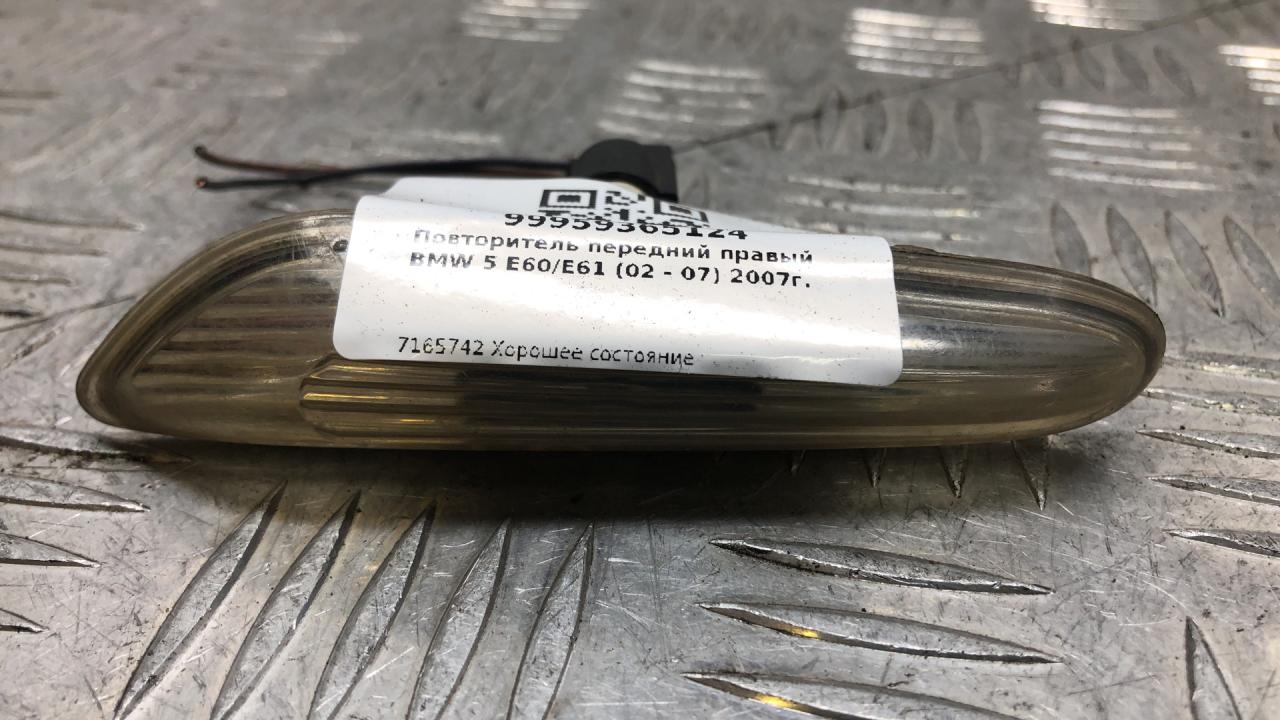 99959365124
Повторитель передний правый
BMW 5 E60/E61 (02 - 07) 2007г.
7165742 Хорошее состояние